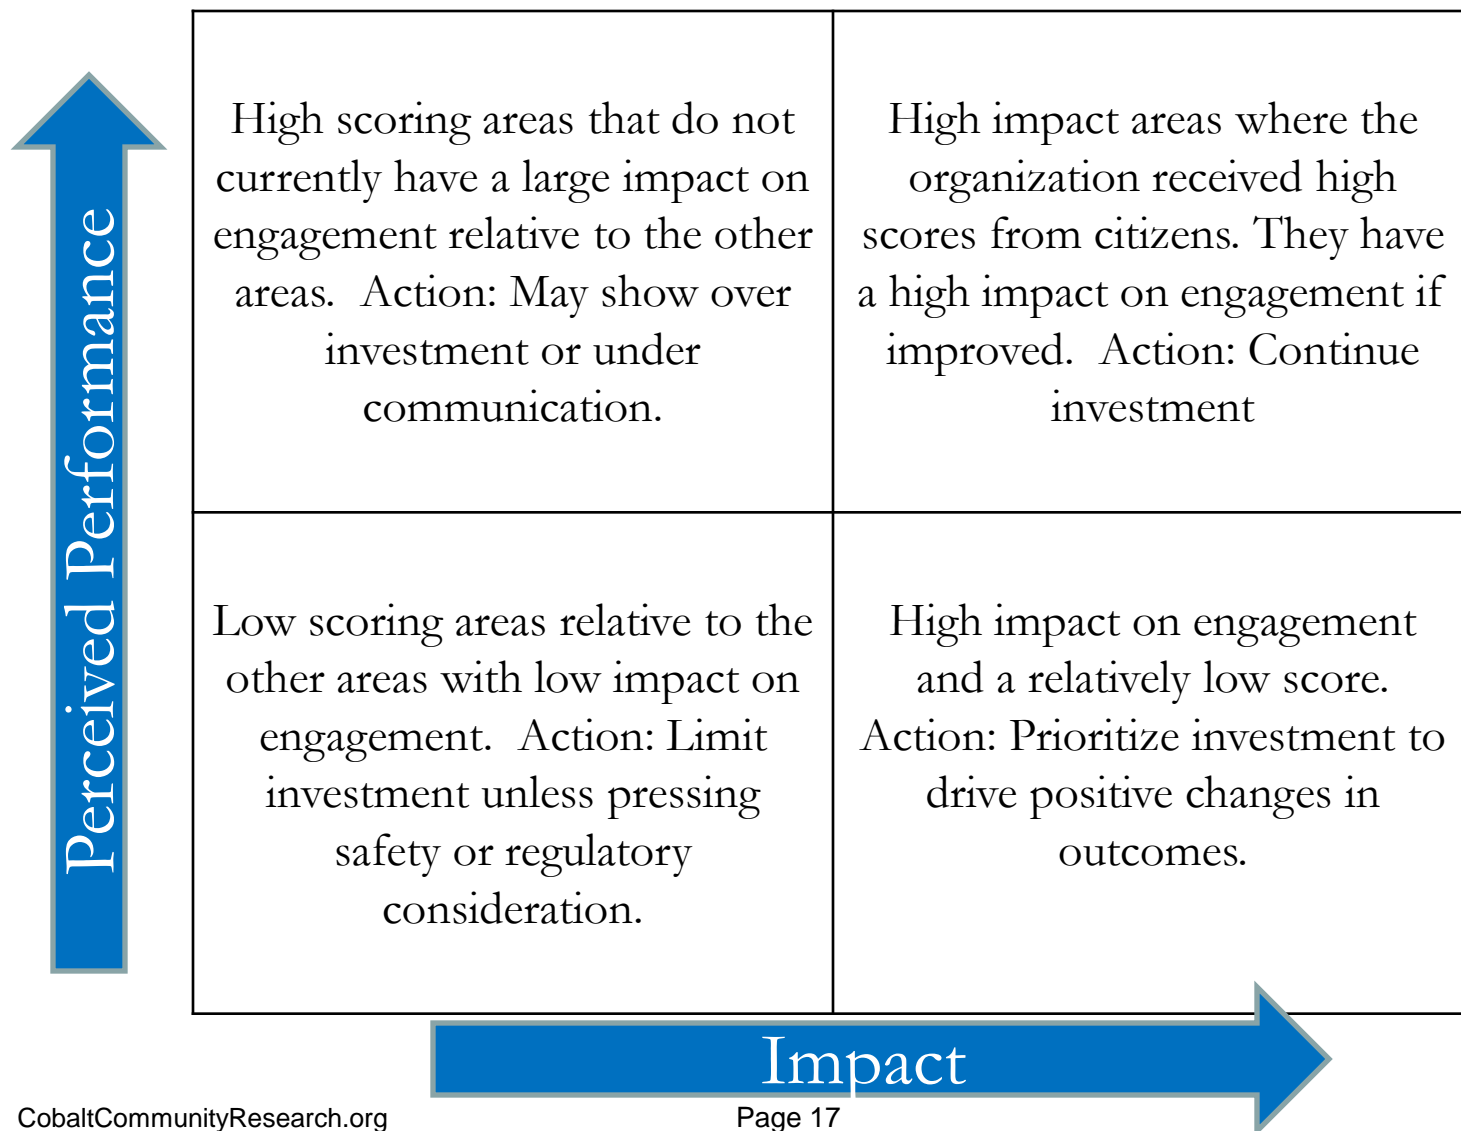 Perceived Performance
High scoring areas that do not
currently have a large impact on
engagement relative to the other
areas.  Action: May show over
investment or under
communication.
High impact areas where the
organization received high
scores from citizens. They have
a high impact on engagement if
improved.  Action: Continue
investment
Low scoring areas relative to the
other areas with low impact on
engagement.  Action: Limit
investment unless pressing
safety or regulatory
consideration.
High impact on engagement
and a relatively low score.
Action: Prioritize investment to
drive positive changes in
outcomes.
Impact
CobaltCommunityResearch.org
Page 17